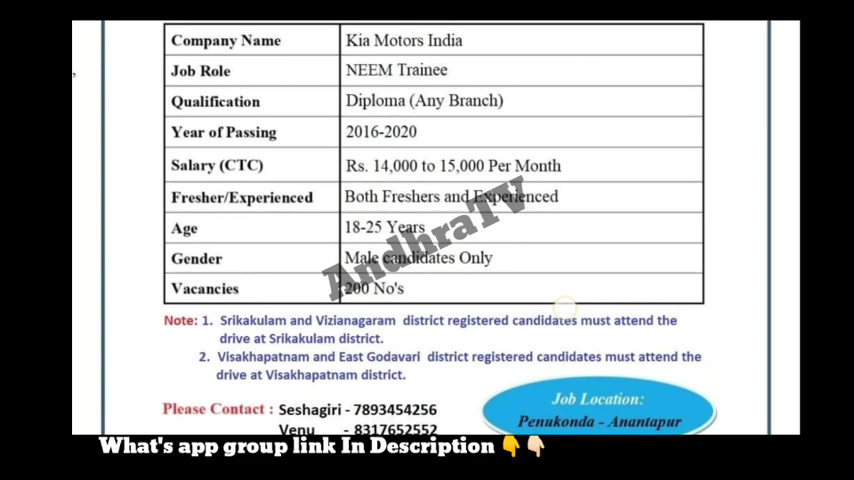 Company Name Kia Motors India
Job Role NEEM Trainee
Qualification Diploma (Any Branch)
Year of Passing 2016-2020
Salary (CTC) Rs. 14,000 to 15,000 Per Month
Fresher/Experienced Both Freshers and Experienced
Age 18-25 Years
Gender Male candidates Only
Vacancies 200 No's
AndhraTV
Note: 1. Srikakulam and Vizianagaram district registered candidates must attend the
drive at Srikakulam district.
2. Visakhapatnam and East Godavari district registered candidates must attend the
drive at Visakhapatnam district.
Please Contact : Seshagiri - 7893454256
Venu - 8317652552
Job Location:
Penukonda - Anantapur
What's app group link In Description 👇👇🏻